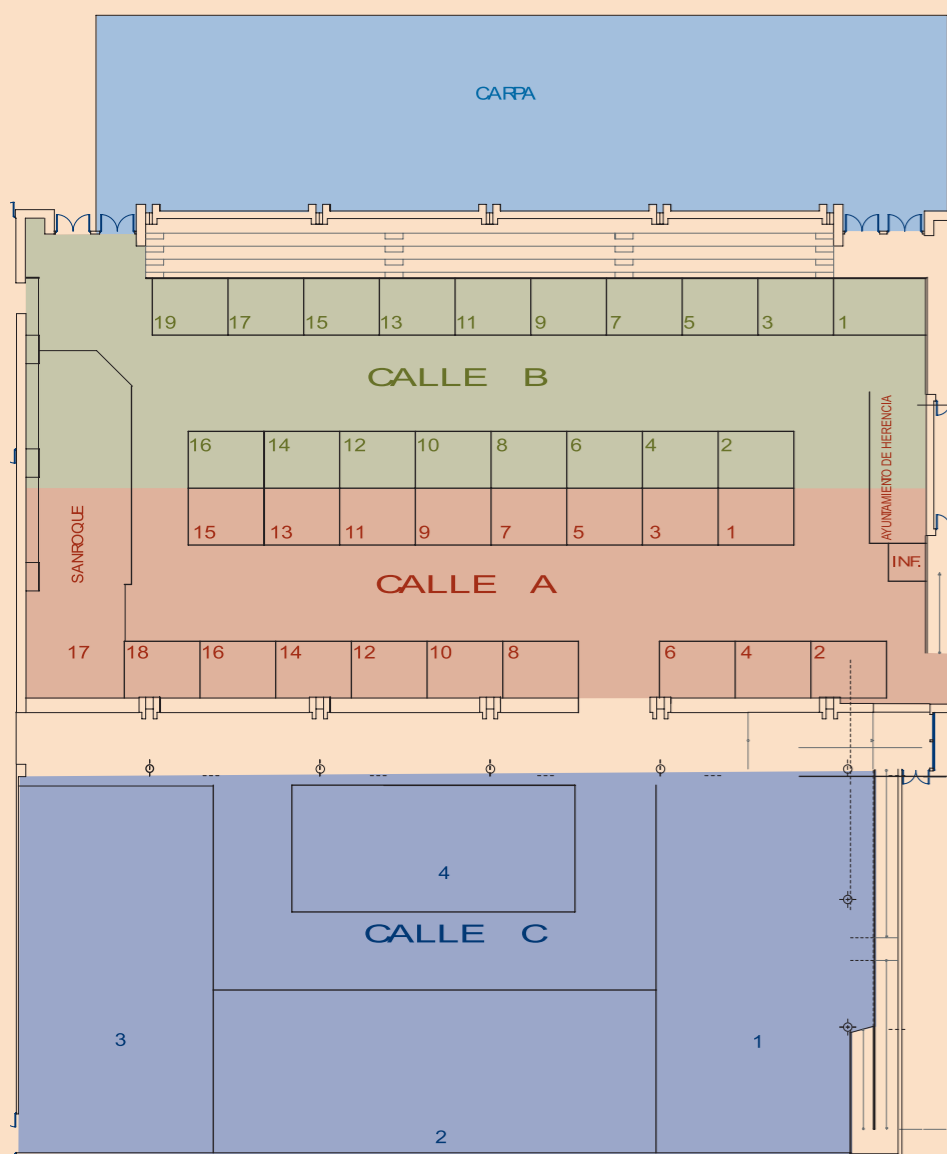 CARPA
19 17 15 13 11 9 7 5 3 1
CALLE B
AYUNTAMIENTO DE HERENCIA
16 14 12 10 8 6 4 2
SANROQUE
15 13 11 9 7 5 3 1
INF.
CALLE A
17 18 16 14 12 10 8 6 4 2
4
CALLE C
3
1
2